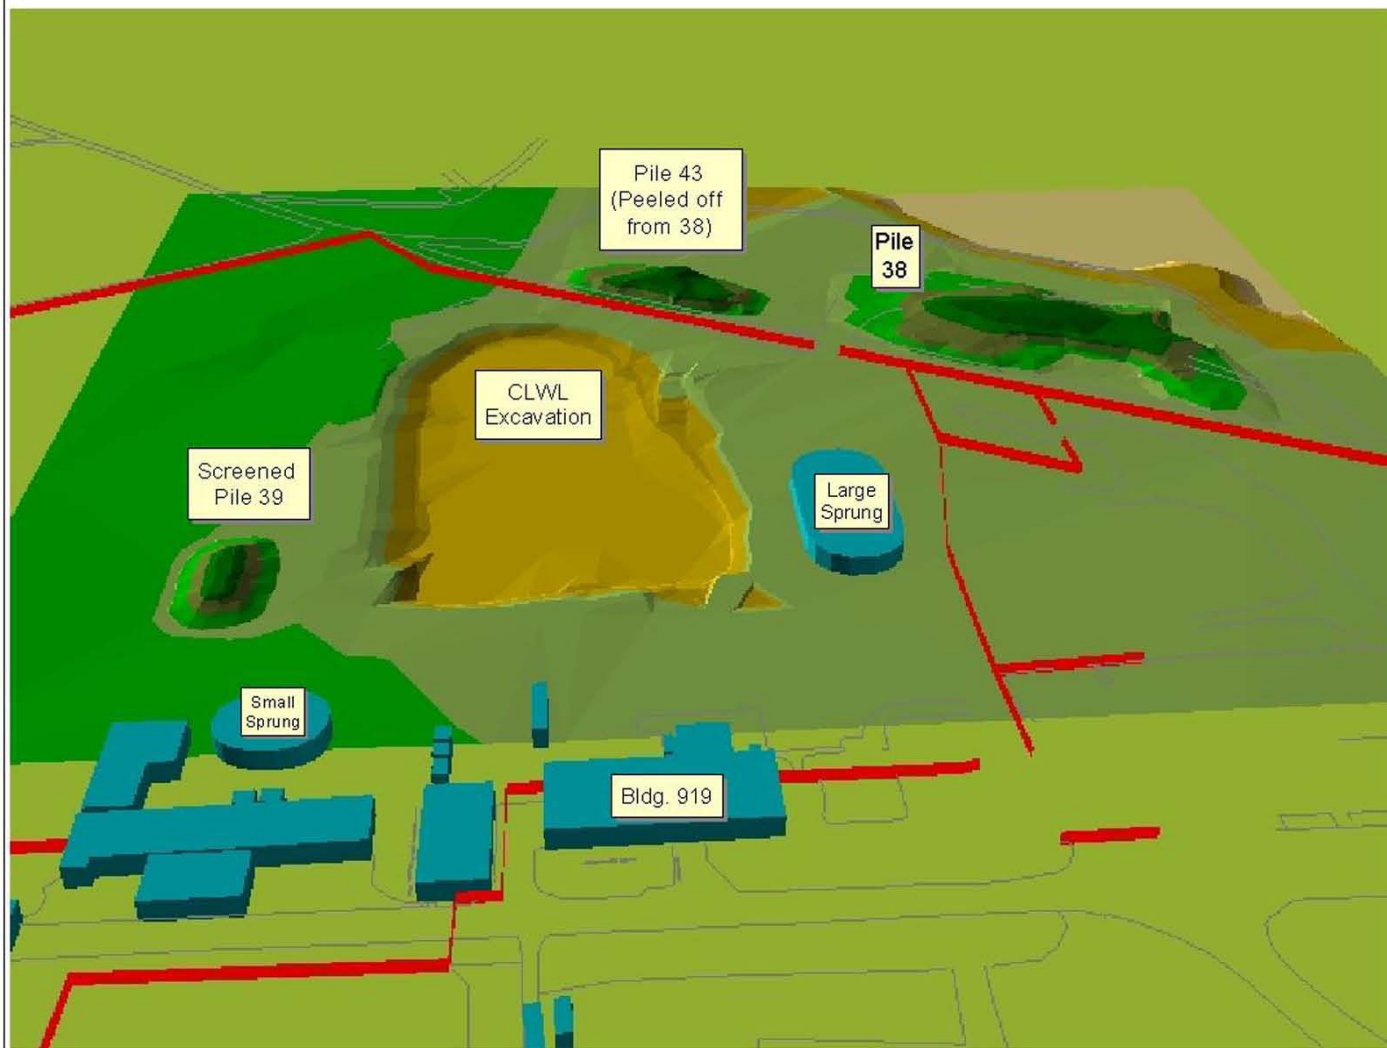 Pile 43
(Peeled off
from 38)
Pile
38
CLWL
Excavation
Screened
Pile 39
Large
Sprung
Small
Sprung
Bldg. 919